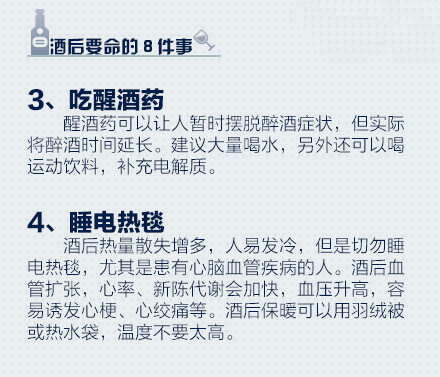 酒后要命的8件事
3、吃醒酒药
醒酒药可以让人暂时摆脱醉酒症状，但实际
将醉酒时间延长。建议大量喝水，另外还可以喝
运动饮料，补充电解质。
4、睡电热毯
酒后热量散失增多，人易发冷，但是切勿睡
电热毯，尤其是患有心脑血管疾病的人。酒后血
管扩张，心率、新陈代谢会加快，血压升高，容
易诱发心梗、心绞痛等。酒后保暖可以用羽绒被
或热水袋，温度不要太高。